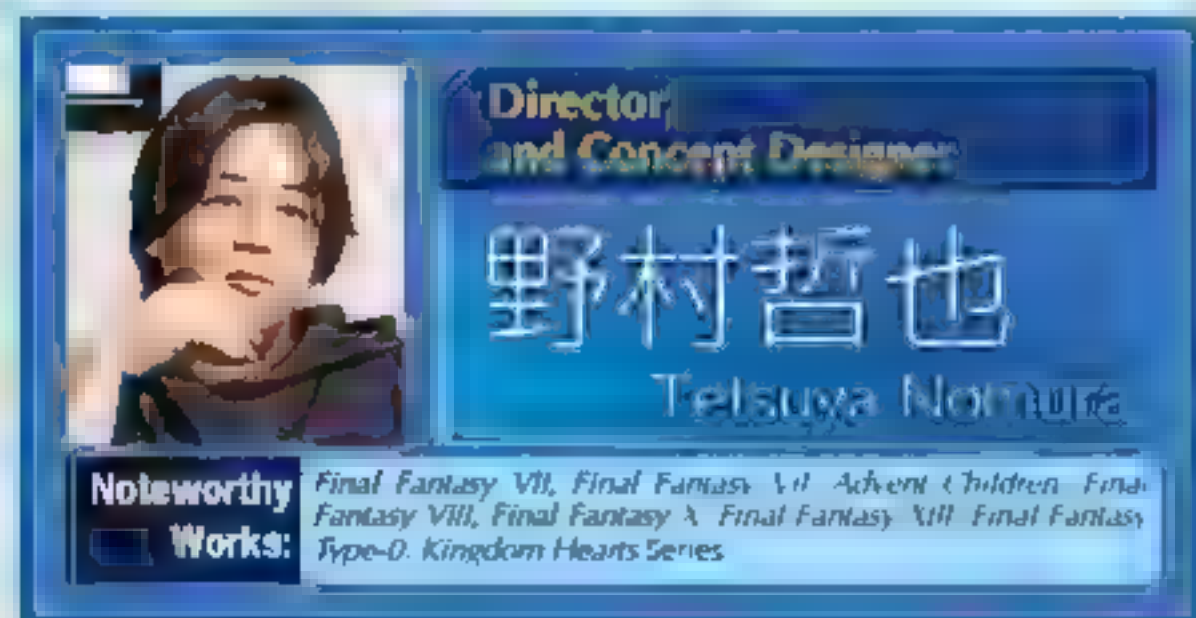 Director,
and Concept Designer
野村哲也
Tetsuya Nomura
Noteworthy
Works:
Final Fantasy VII, Final Fantasy VII Advent Children, Final
Fantasy VIII, Final Fantasy X, Final Fantasy XIII, Final Fantasy
Type-0, Kingdom Hearts Series